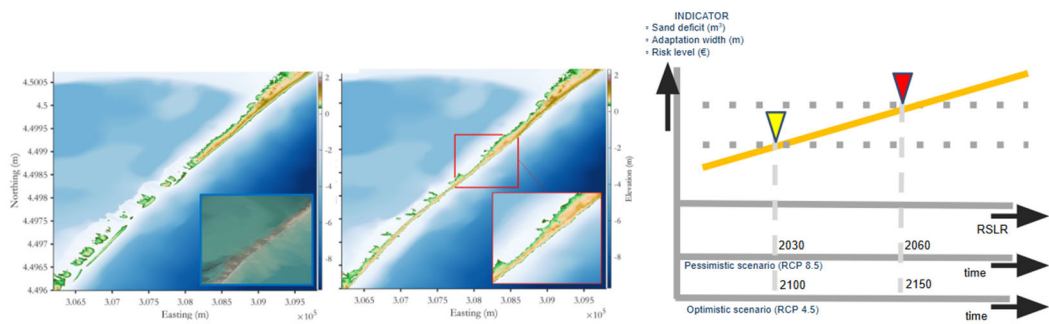 4.5005
4.5
4.4995
4.499
4.4985
4.498
4.4975
4.497
4.4965
4.496
Northing (m)
3.065 3.07 3.075 3.08 3.085 3.09 3.095
Easting (m)
×10⁵
2
0
-2
-4
-6
-8
3.065 3.07 3.075 3.08 3.085 3.09 3.095
Easting (m)
×10⁵
2
0
-2
-4
-6
-8
Elevation (m)
INDICATOR
▫ Sand deficit (m³)
▫ Adaptation width (m)
▫ Risk level (€)
RSLR
2030 2060
Pessimistic scenario (RCP 8.5) time
2100 2150
Optimistic scenario (RCP 4.5) time